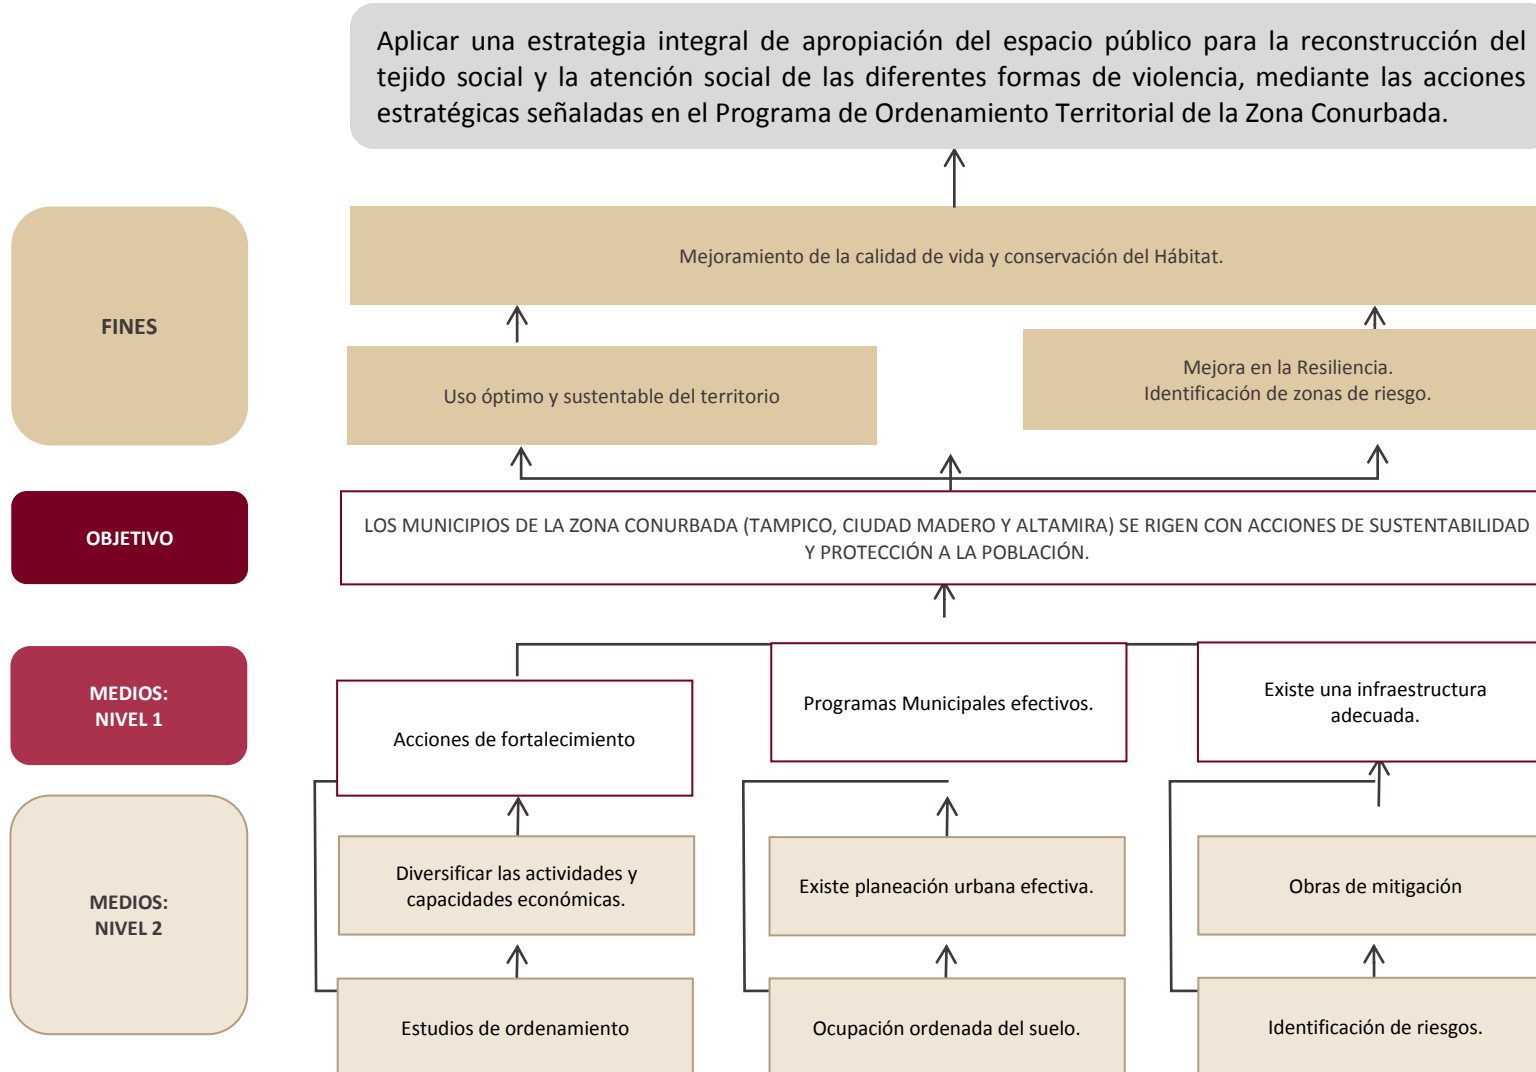 Aplicar una estrategia integral de apropiación del espacio público para la reconstrucción del
tejido social y la atención social de las diferentes formas de violencia, mediante las acciones
estratégicas señaladas en el Programa de Ordenamiento Territorial de la Zona Conurbada.
FINES
Mejoramiento de la calidad de vida y conservación del Hábitat.
Uso óptimo y sustentable del territorio
Mejora en la Resiliencia.
Identificación de zonas de riesgo.
OBJETIVO
LOS MUNICIPIOS DE LA ZONA CONURBADA (TAMPICO, CIUDAD MADERO Y ALTAMIRA) SE RIGEN CON ACCIONES DE SUSTENTABILIDAD
Y PROTECCIÓN A LA POBLACIÓN.
MEDIOS:
NIVEL 1
Acciones de fortalecimiento
Programas Municipales efectivos.
Existe una infraestructura
adecuada.
MEDIOS:
NIVEL 2
Diversificar las actividades y
capacidades económicas.
Existe planeación urbana efectiva.
Obras de mitigación
Estudios de ordenamiento
Ocupación ordenada del suelo.
Identificación de riesgos.